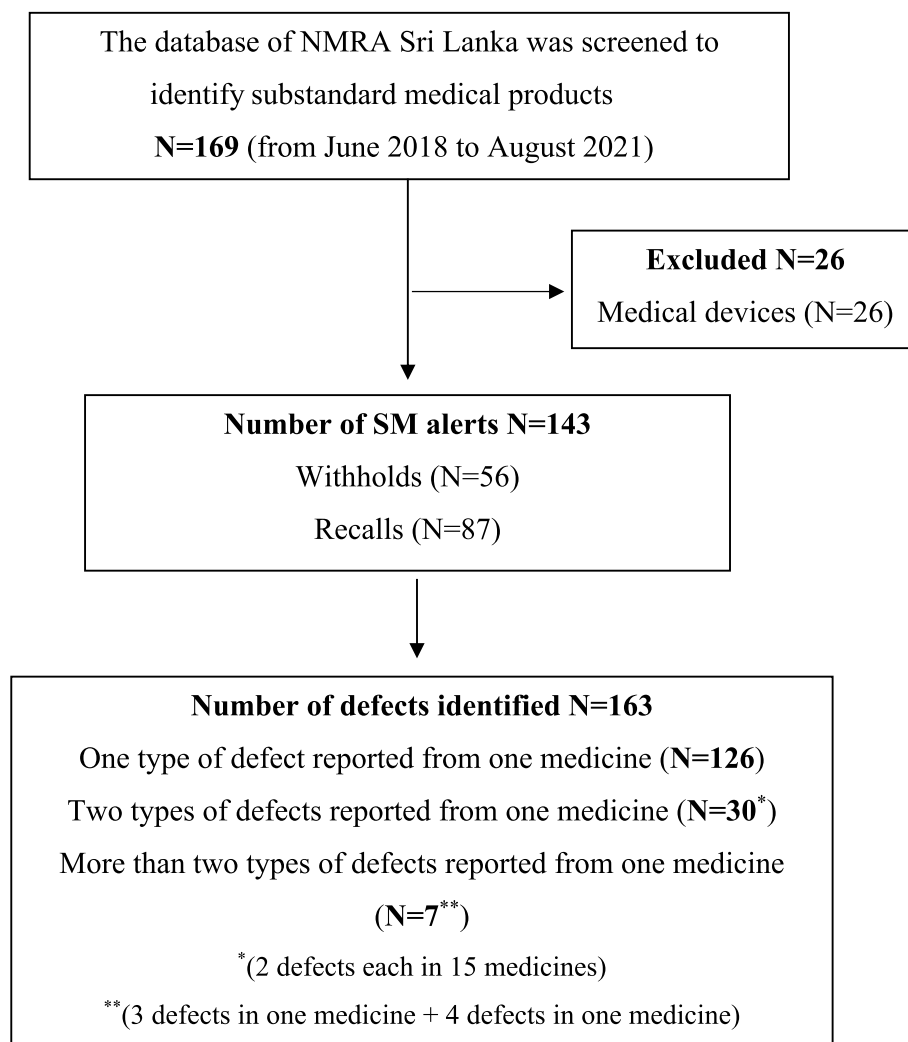 The database of NMRA Sri Lanka was screened to
identify substandard medical products
N=169 (from June 2018 to August 2021)
Excluded N=26
Medical devices (N=26)
Number of SM alerts N=143
Withholds (N=56)
Recalls (N=87)
Number of defects identified N=163
One type of defect reported from one medicine (N=126)
Two types of defects reported from one medicine (N=30*)
More than two types of defects reported from one medicine
(N=7**)
*(2 defects each in 15 medicines)
**(3 defects in one medicine + 4 defects in one medicine)